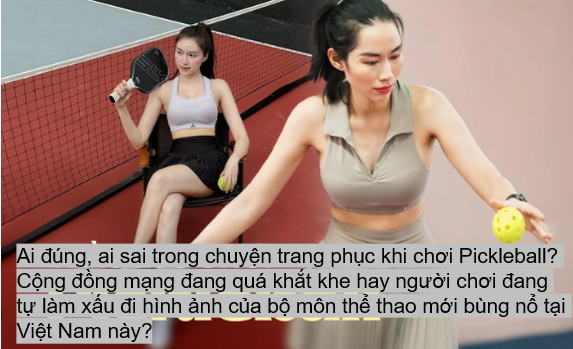 Ai đúng, ai sai trong chuyện trang phục khi chơi Pickleball?
Cộng đồng mạng đang quá khắt khe hay người chơi đang
tự làm xấu đi hình ảnh của bộ môn thể thao mới bùng nổ tại
Việt Nam này?